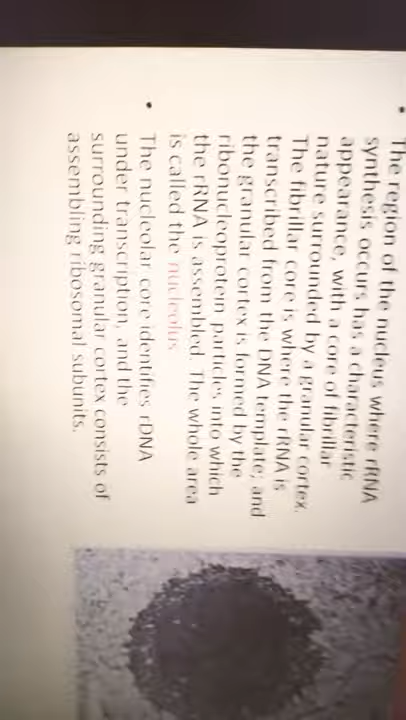 • The region of the nucleus where rRNA
synthesis occurs has a characteristic
appearance, with a core of fibrillar
nature surrounded by a granular cortex.
The fibrillar core is where the rRNA is
transcribed from the DNA template; and
the granular cortex is formed by the
ribonucleoprotein particles into which
the rRNA is assembled. The whole area
is called the nucleolus
• The nucleolar core identifies rDNA
under transcription, and the
surrounding granular cortex consists of
assembling ribosomal subunits.